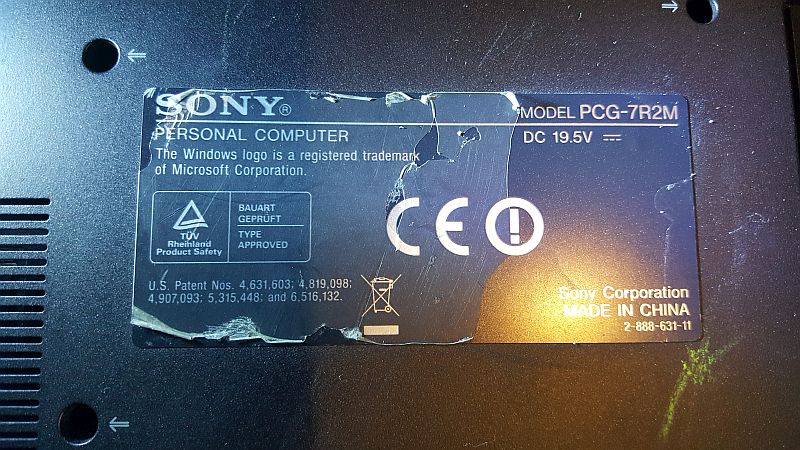 SONY®
PERSONAL COMPUTER
The Windows logo is a registered trademark
of Microsoft Corporation.
MODEL PCG-7R2M
DC 19.5V
TÜV
Rheinland
Product Safety
BAUART
GEPRÜFT
TYPE
APPROVED
CE
U.S. Patent Nos. 4,631,603; 4,819,098;
4,907,093; 5,315,448; and 6,516,132.
Sony Corporation
MADE IN CHINA
2-888-631-11